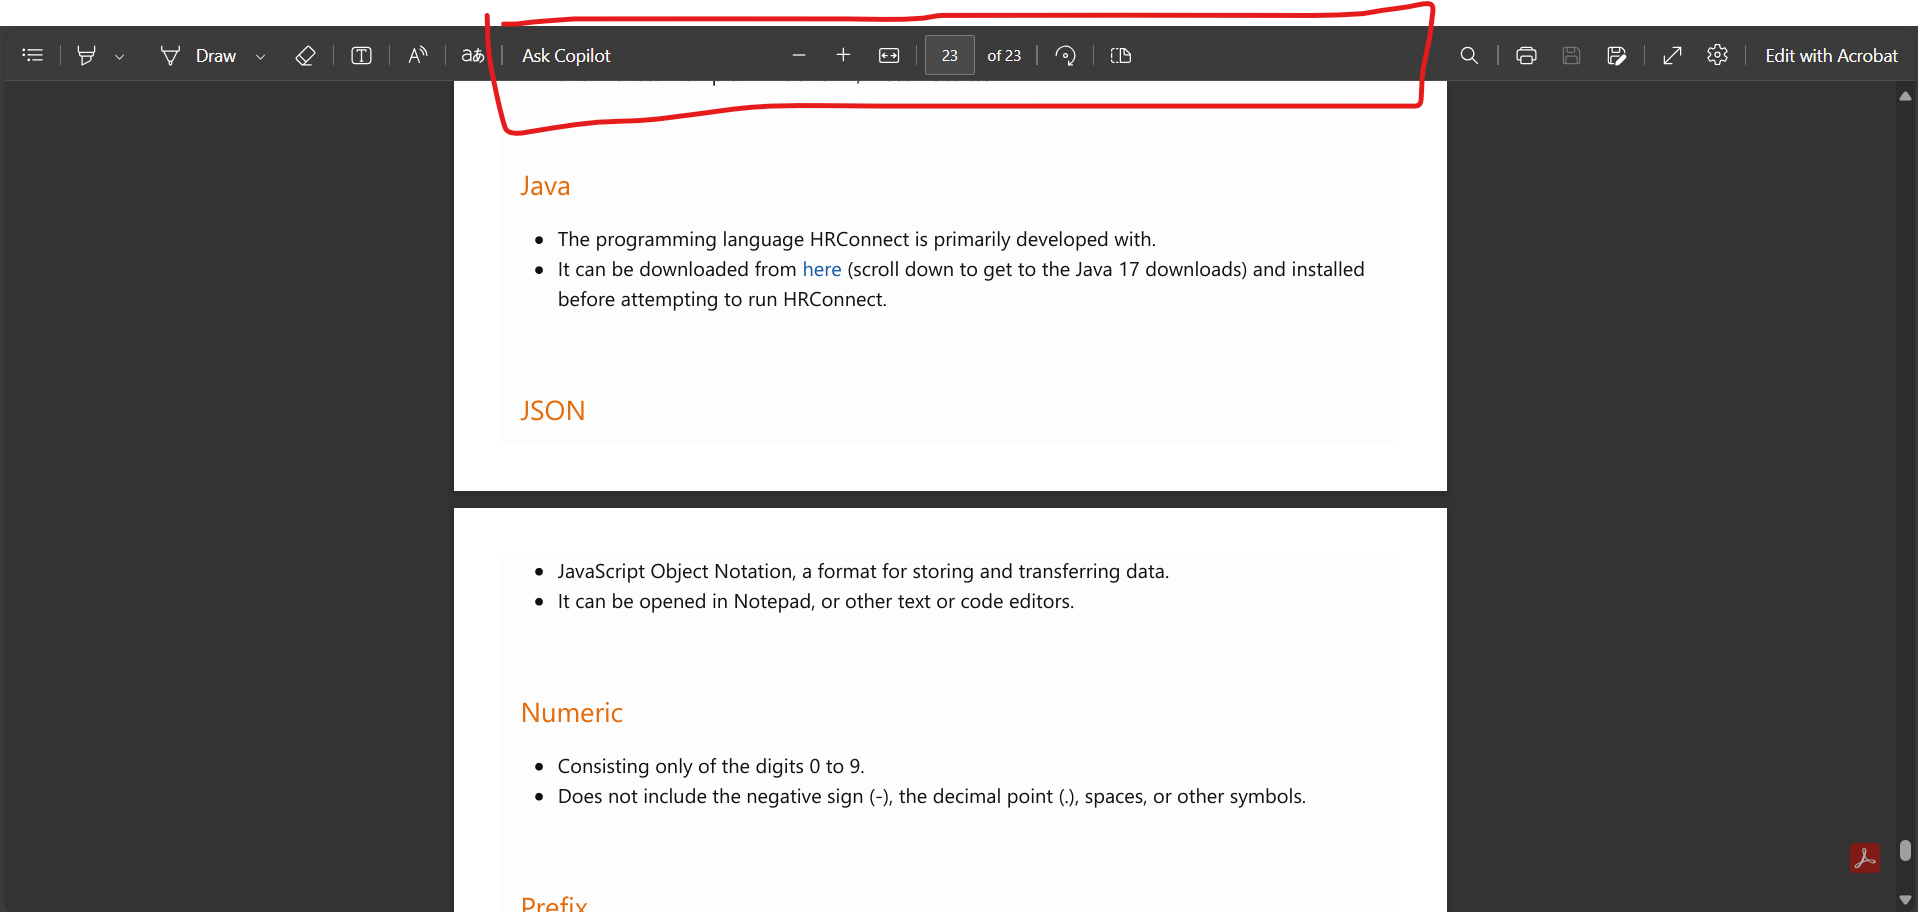 Draw
aあ
Ask Copilot
23 of 23
Edit with Acrobat
Java
The programming language HRConnect is primarily developed with.
It can be downloaded from here (scroll down to get to the Java 17 downloads) and installed
before attempting to run HRConnect.
JSON
JavaScript Object Notation, a format for storing and transferring data.
It can be opened in Notepad, or other text or code editors.
Numeric
Consisting only of the digits 0 to 9.
Does not include the negative sign (-), the decimal point (.), spaces, or other symbols.
Prefix